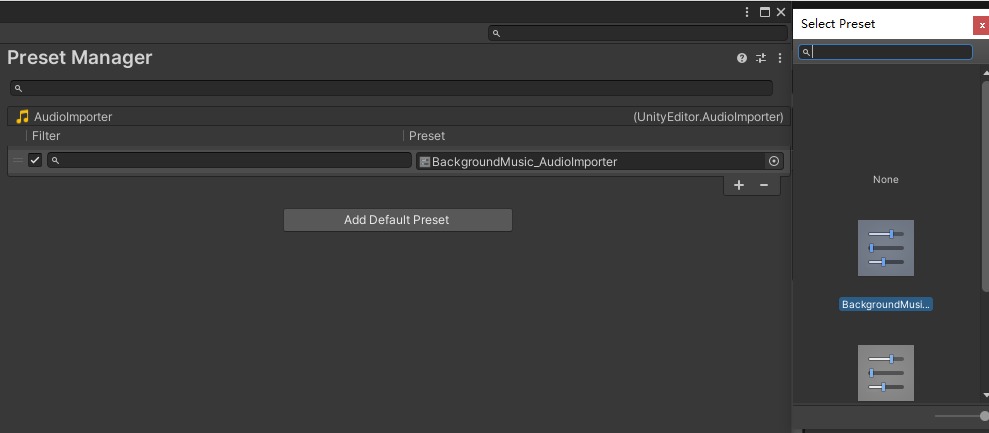 Select Preset
Preset Manager
AudioImporter
(UnityEditor.AudioImporter)
Filter
Preset
BackgroundMusic_AudioImporter
Add Default Preset
None
BackgroundMusi...